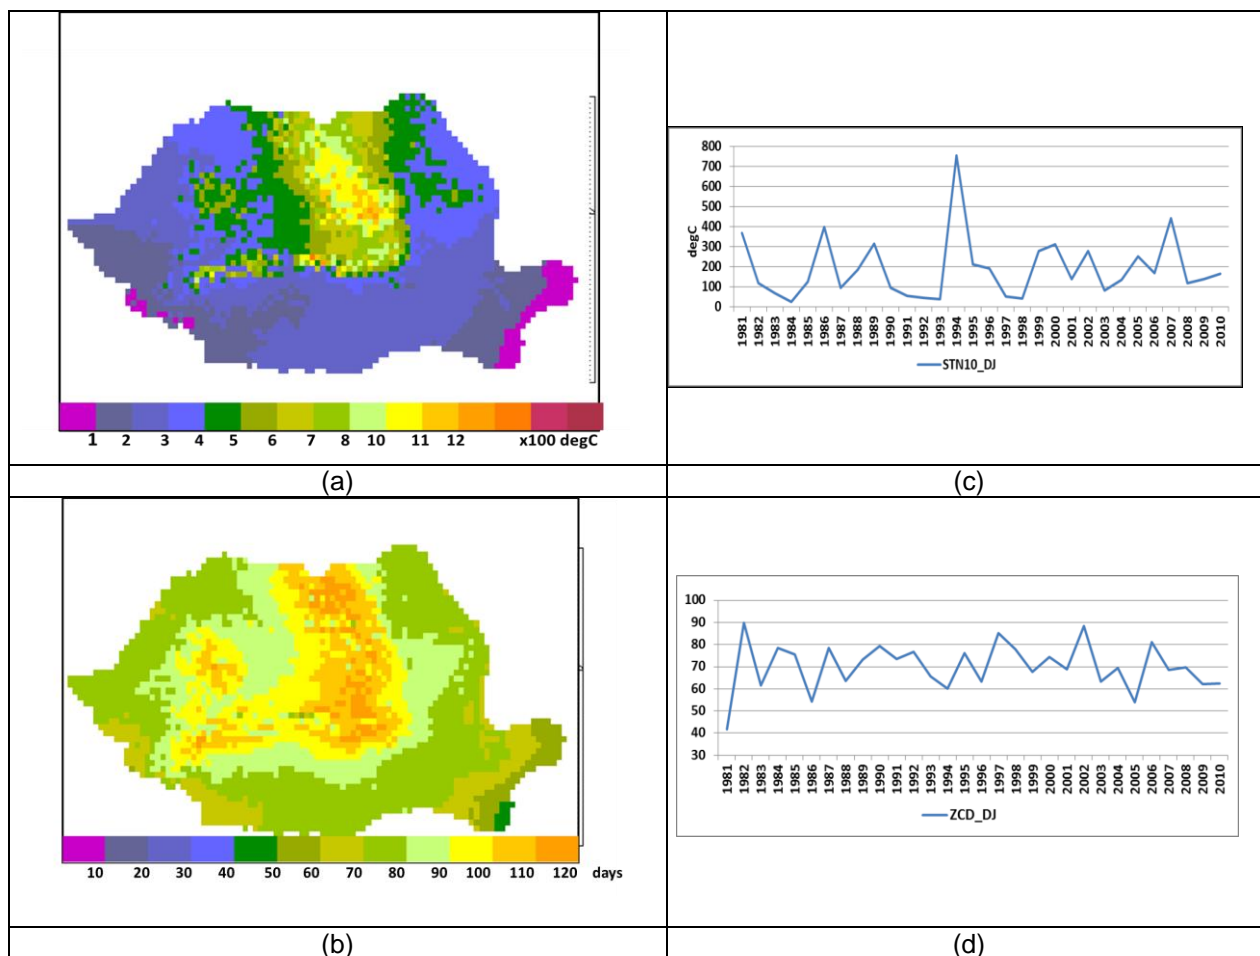 1 2 3 4 5 6 7 8 10 11 12 x100 degC
(a)
800
700
600
500
400
300
200
100
0
degC
1981 1982 1983 1984 1985 1986 1987 1988 1989 1990 1991 1992 1993 1994 1995 1996 1997 1998 1999 2000 2001 2002 2003 2004 2005 2006 2007 2008 2009 2010
STN10_DJ
(c)
10 20 30 40 50 60 70 80 90 100 110 120 days
(b)
100
90
80
70
60
50
40
30
1981 1982 1983 1984 1985 1986 1987 1988 1989 1990 1991 1992 1993 1994 1995 1996 1997 1998 1999 2000 2001 2002 2003 2004 2005 2006 2007 2008 2009 2010
ZCD_DJ
(d)